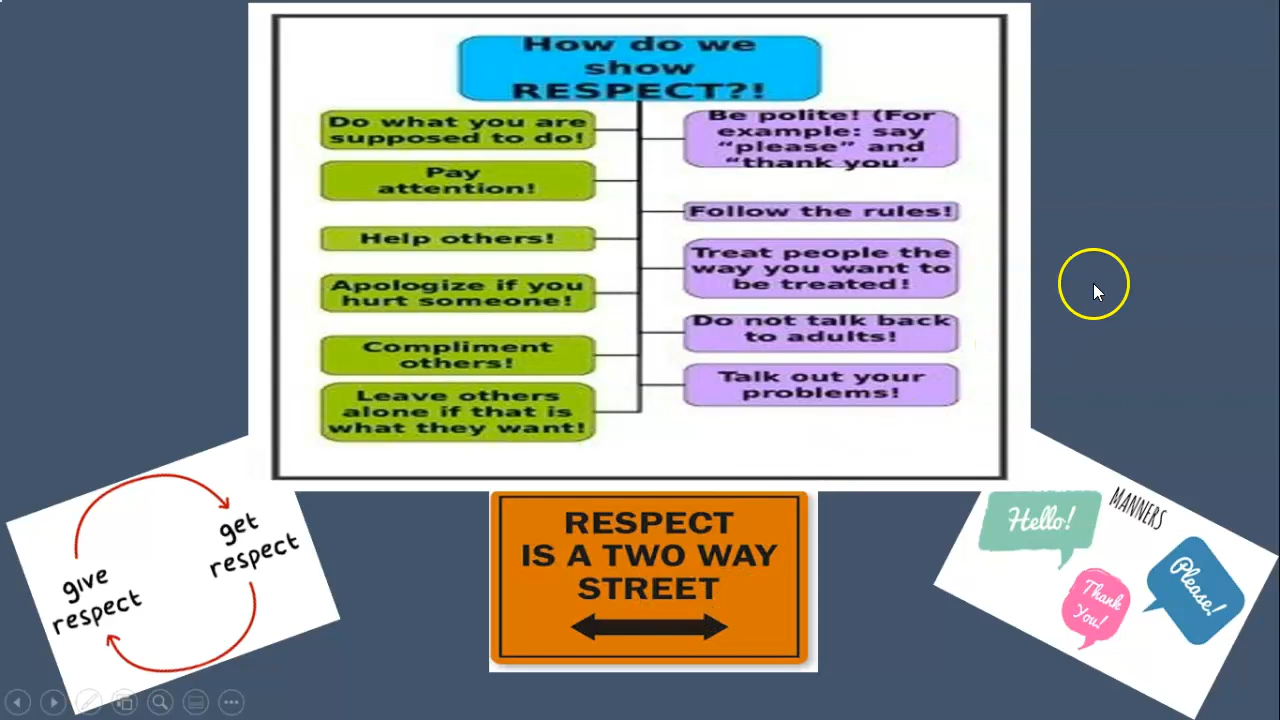 How do we
show
RESPECT?!
Do what you are
supposed to do!
Pay
attention!
Help others!
Apologize if you
hurt someone!
Compliment
others!
Leave others
alone if that is
what they want!
Be polite! (For
example: say
“please” and
“thank you”
Follow the rules!
Treat people the
way you want to
be treated!
Do not talk back
to adults!
Talk out your
problems!
give
respect
get
respect
RESPECT
IS A TWO WAY
STREET
MANNERS
Hello!
Thank
You!
Please!